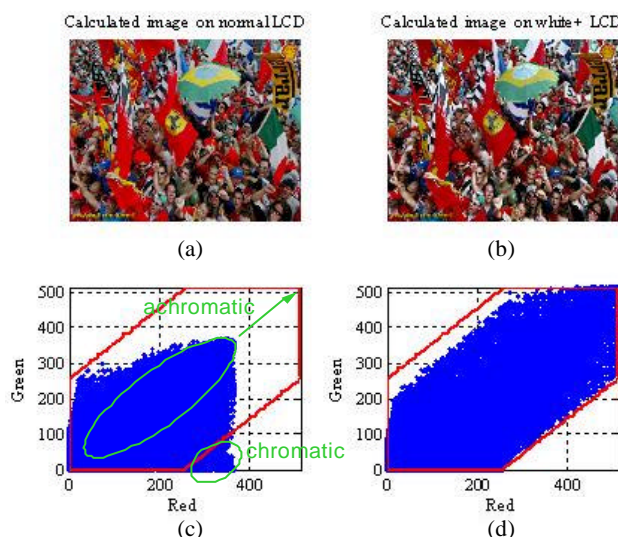 Calculated image on normal LCD
Calculated image on white+ LCD
(a)
(b)
500
400
300
200
100
0
Green
achromatic
chromatic
0
200
400
Red
(c)
500
400
300
200
100
0
Green
0
200
400
Red
(d)